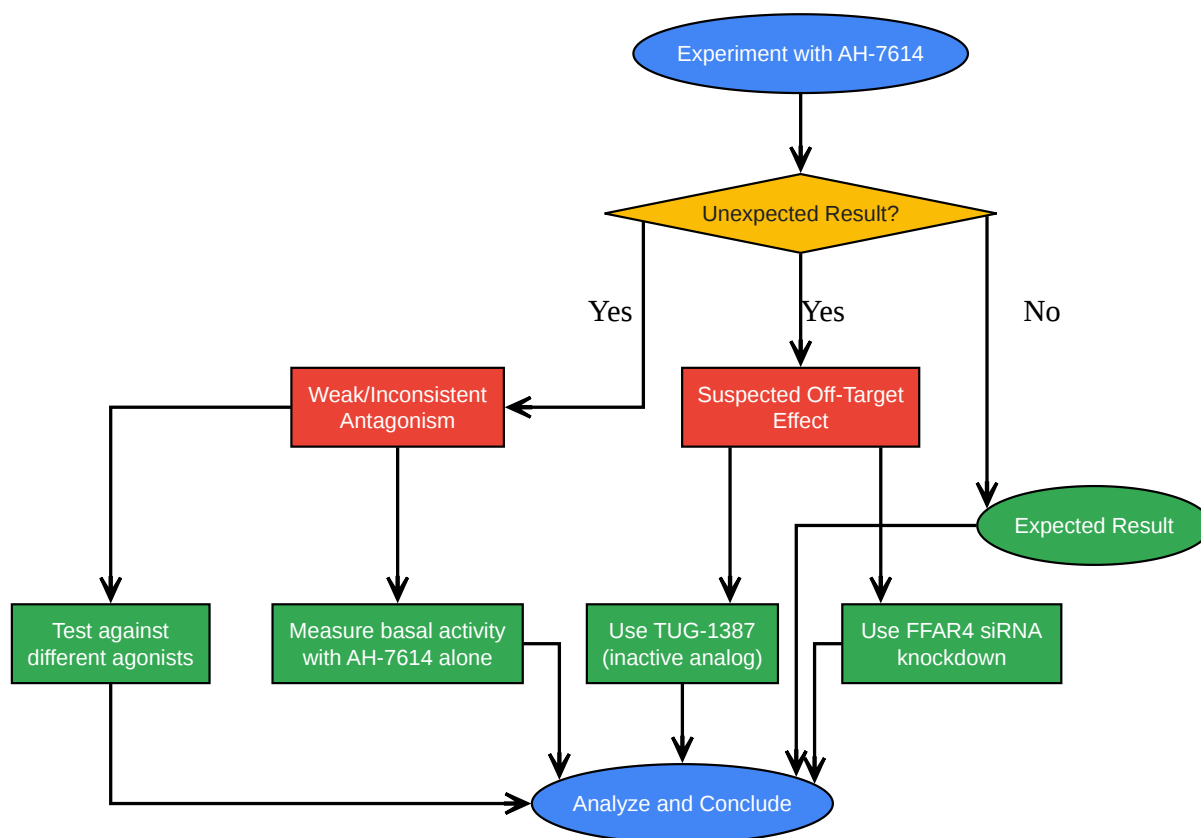 Experiment with AH-7614
Unexpected Result?
Yes
Yes
No
Weak/Inconsistent
Antagonism
Suspected Off-Target
Effect
Expected Result
Test against
different agonists
Measure basal activity
with AH-7614 alone
Use TUG-1387
(inactive analog)
Use FFAR4 siRNA
knockdown
Analyze and Conclude